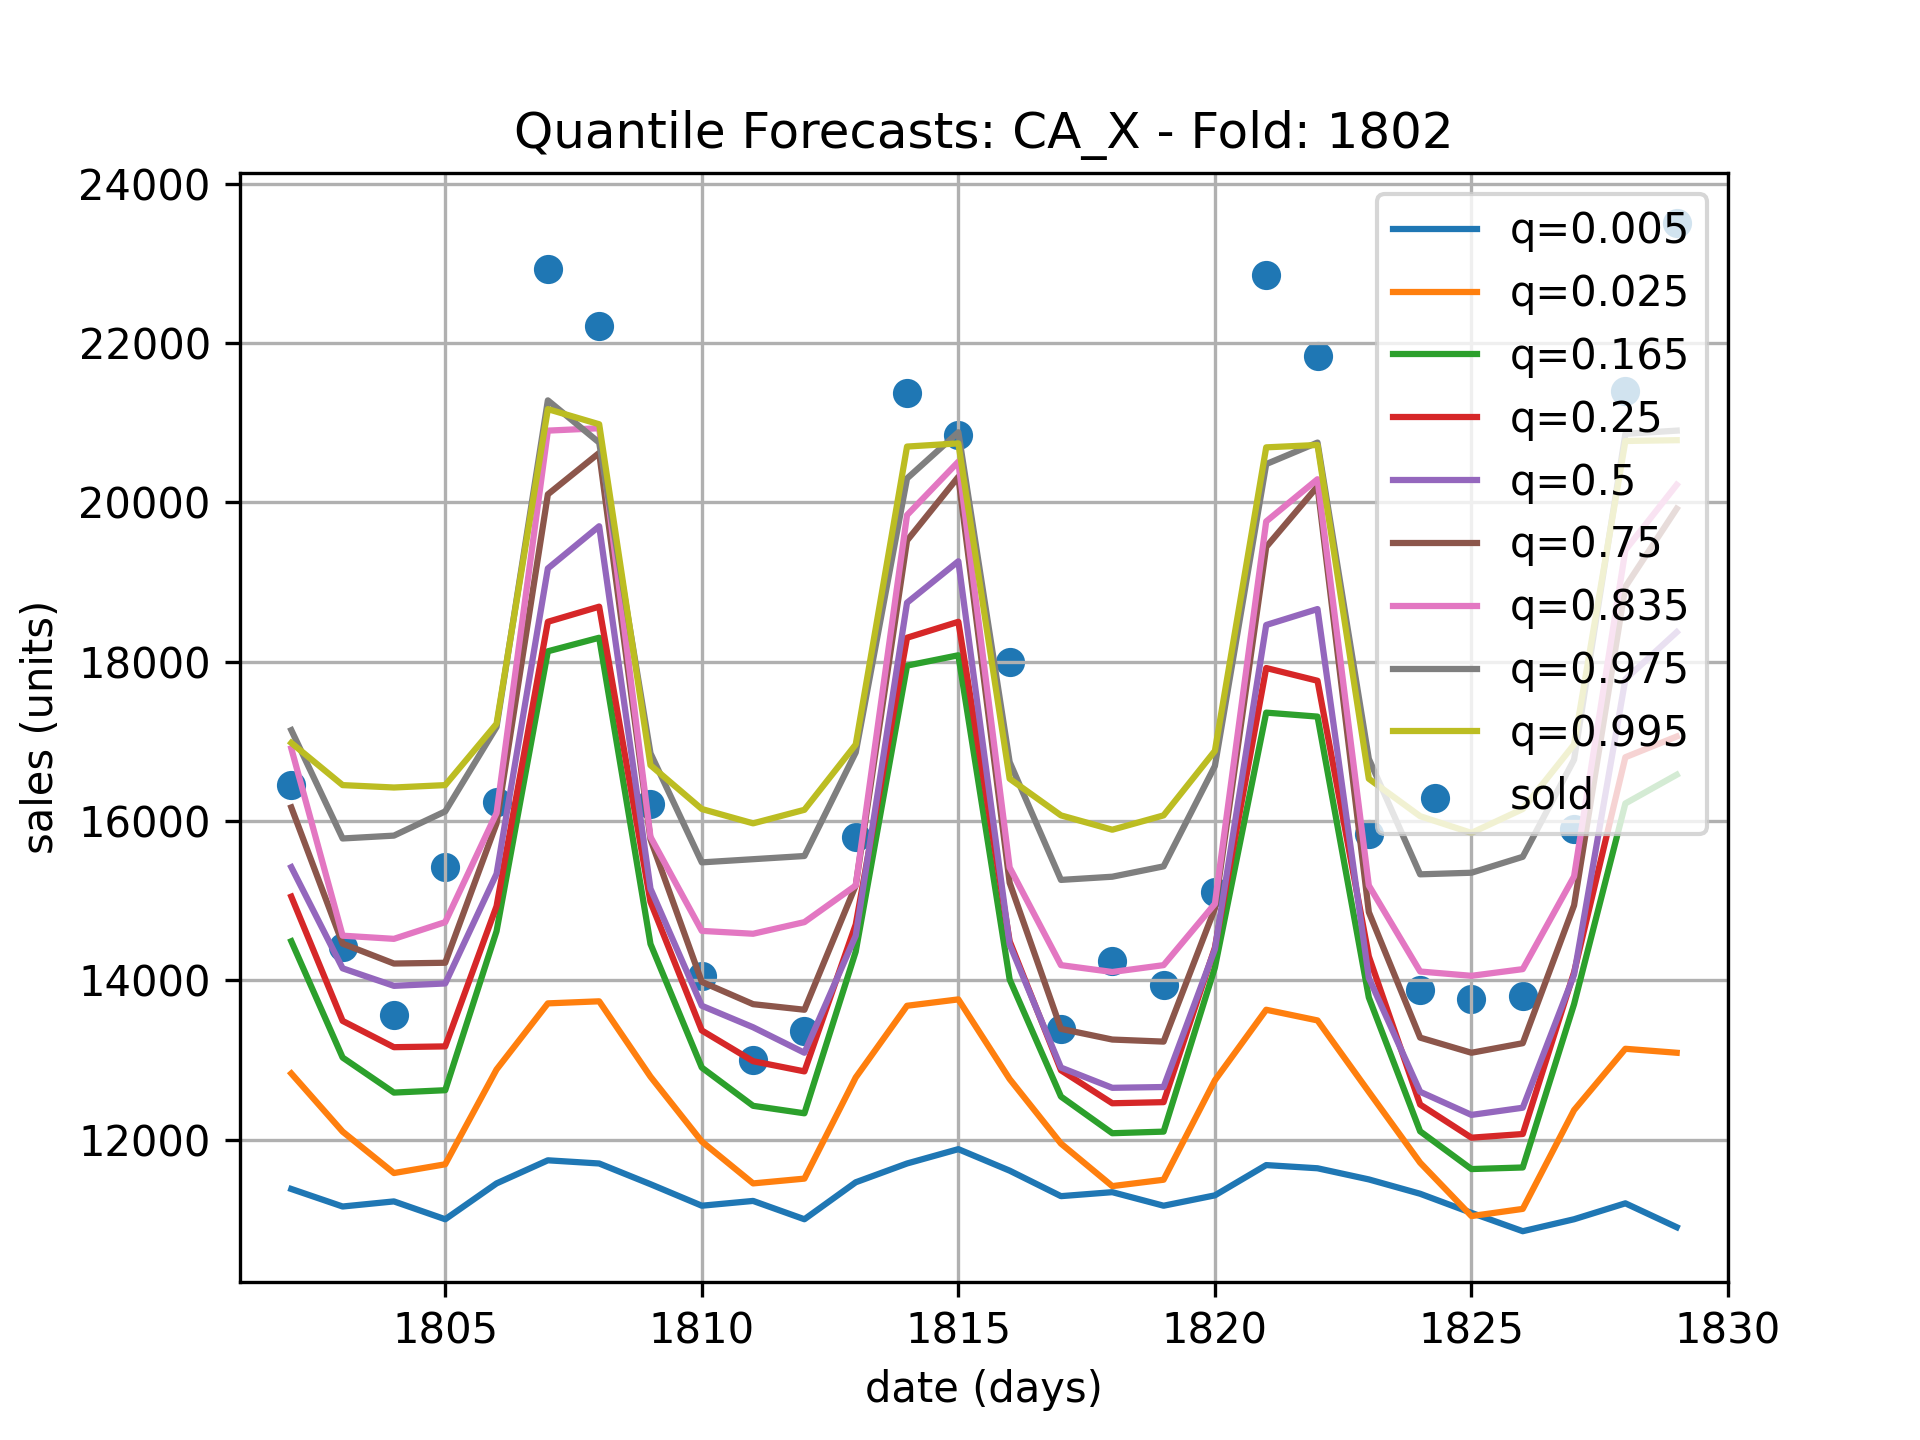 Quantile Forecasts: CA_X - Fold: 1802
24000
22000
20000
18000
16000
14000
12000
sales (units)
q=0.005
q=0.025
q=0.165
q=0.25
q=0.5
q=0.75
q=0.835
q=0.975
q=0.995
sold
1805
1810
1815
1820
1825
1830
date (days)